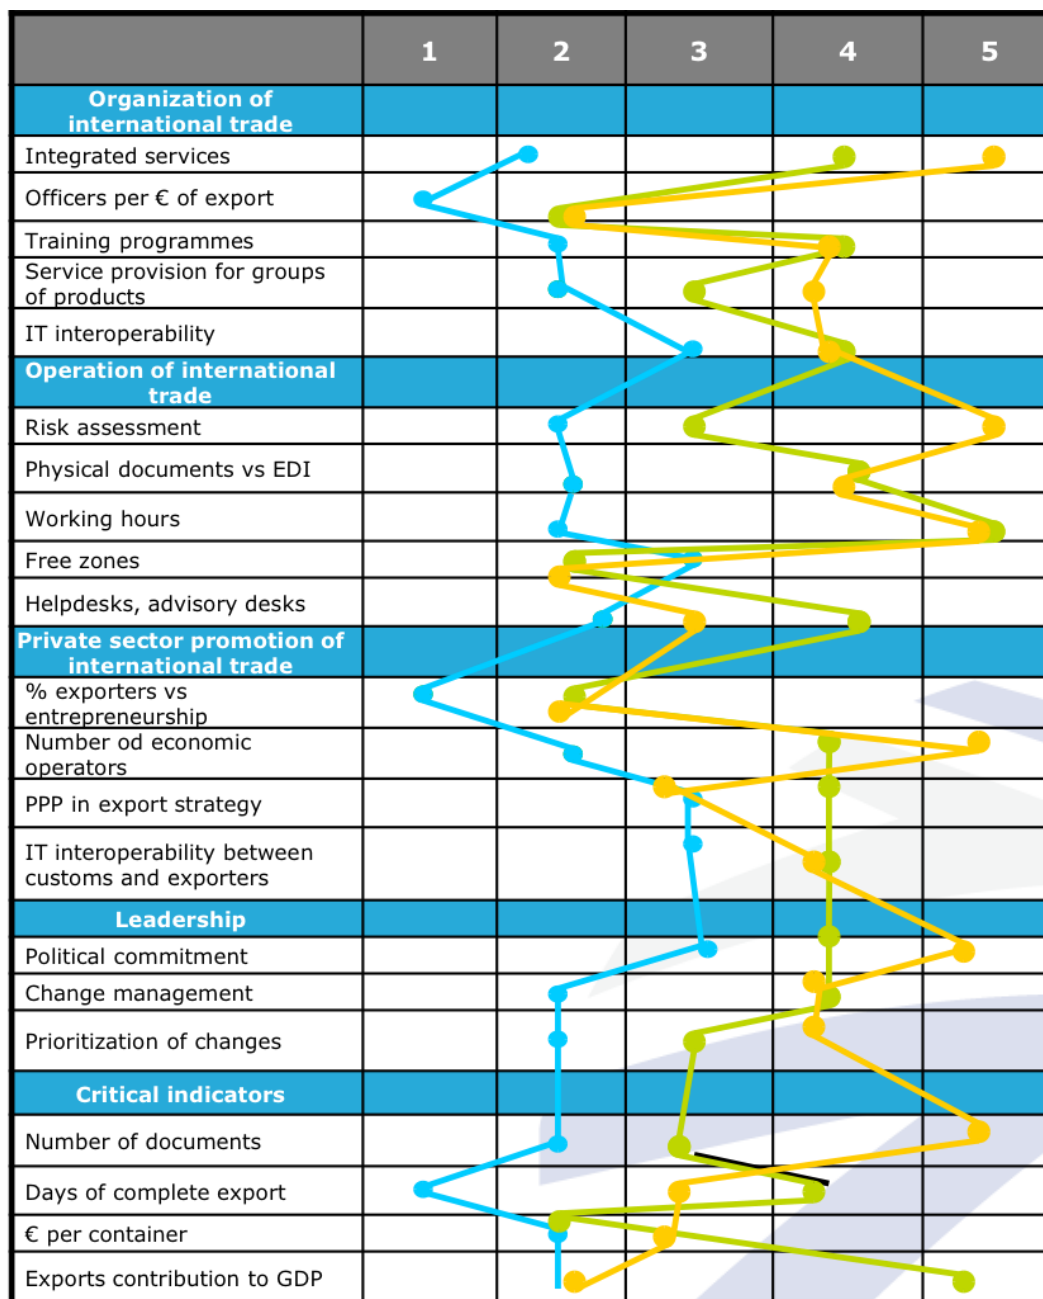 1 2 3 4 5
Organization of
international trade
Integrated services
Officers per € of export
Training programmes
Service provision for groups
of products
IT interoperability
Operation of international
trade
Risk assessment
Physical documents vs EDI
Working hours
Free zones
Helpdesks, advisory desks
Private sector promotion of
international trade
% exporters vs
entrepreneurship
Number od economic
operators
PPP in export strategy
IT interoperability between
customs and exporters
Leadership
Political commitment
Change management
Prioritization of changes
Critical indicators
Number of documents
Days of complete export
€ per container
Exports contribution to GDP